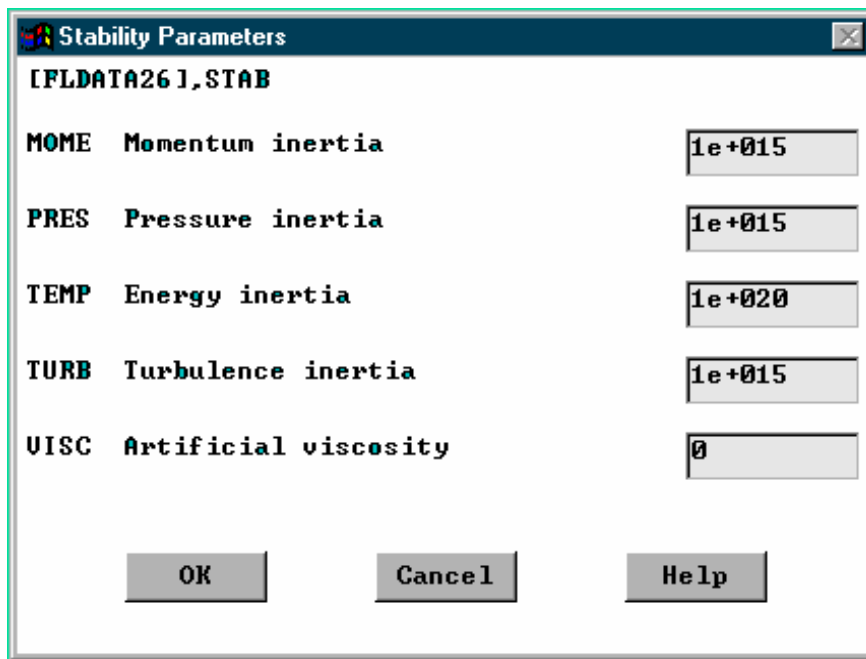 Stability Parameters
[FLDATA26],STAB
MOME Momentum inertia 1e+015
PRES Pressure inertia 1e+015
TEMP Energy inertia 1e+020
TURB Turbulence inertia 1e+015
VISC Artificial viscosity 0
OK Cancel Help